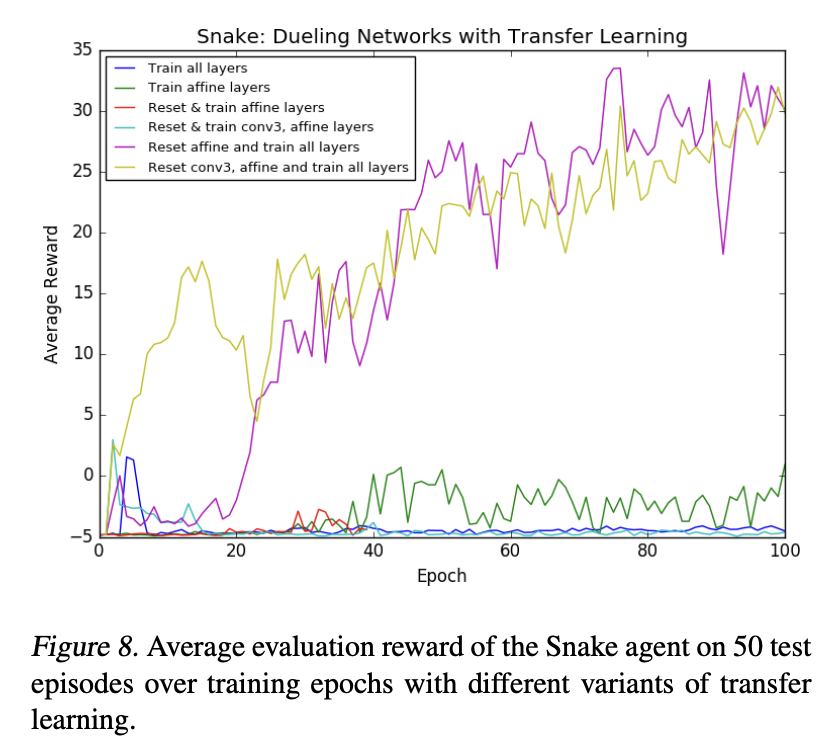 Snake: Dueling Networks with Transfer Learning
35
30
25
20
15
10
5
0
−5
Average Reward
Train all layers
Train affine layers
Reset & train affine layers
Reset & train conv3, affine layers
Reset affine and train all layers
Reset conv3, affine and train all layers
0 20 40 60 80 100
Epoch
Figure 8. Average evaluation reward of the Snake agent on 50 test
episodes over training epochs with different variants of transfer
learning.